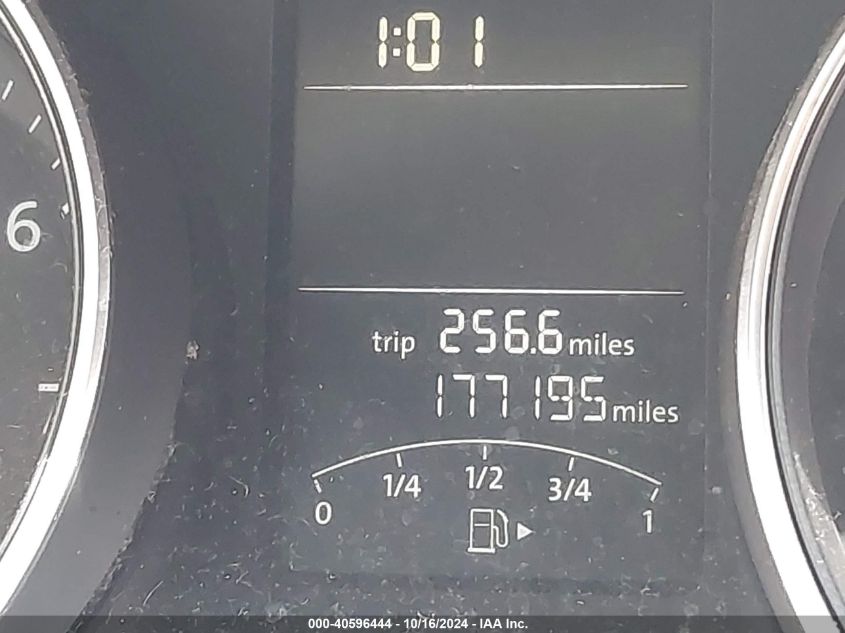 1:01
6
trip 256.6 miles
177195 miles
0 1/4 1/2 3/4 1
000-40596444 - 10/16/2024 - IAA Inc.